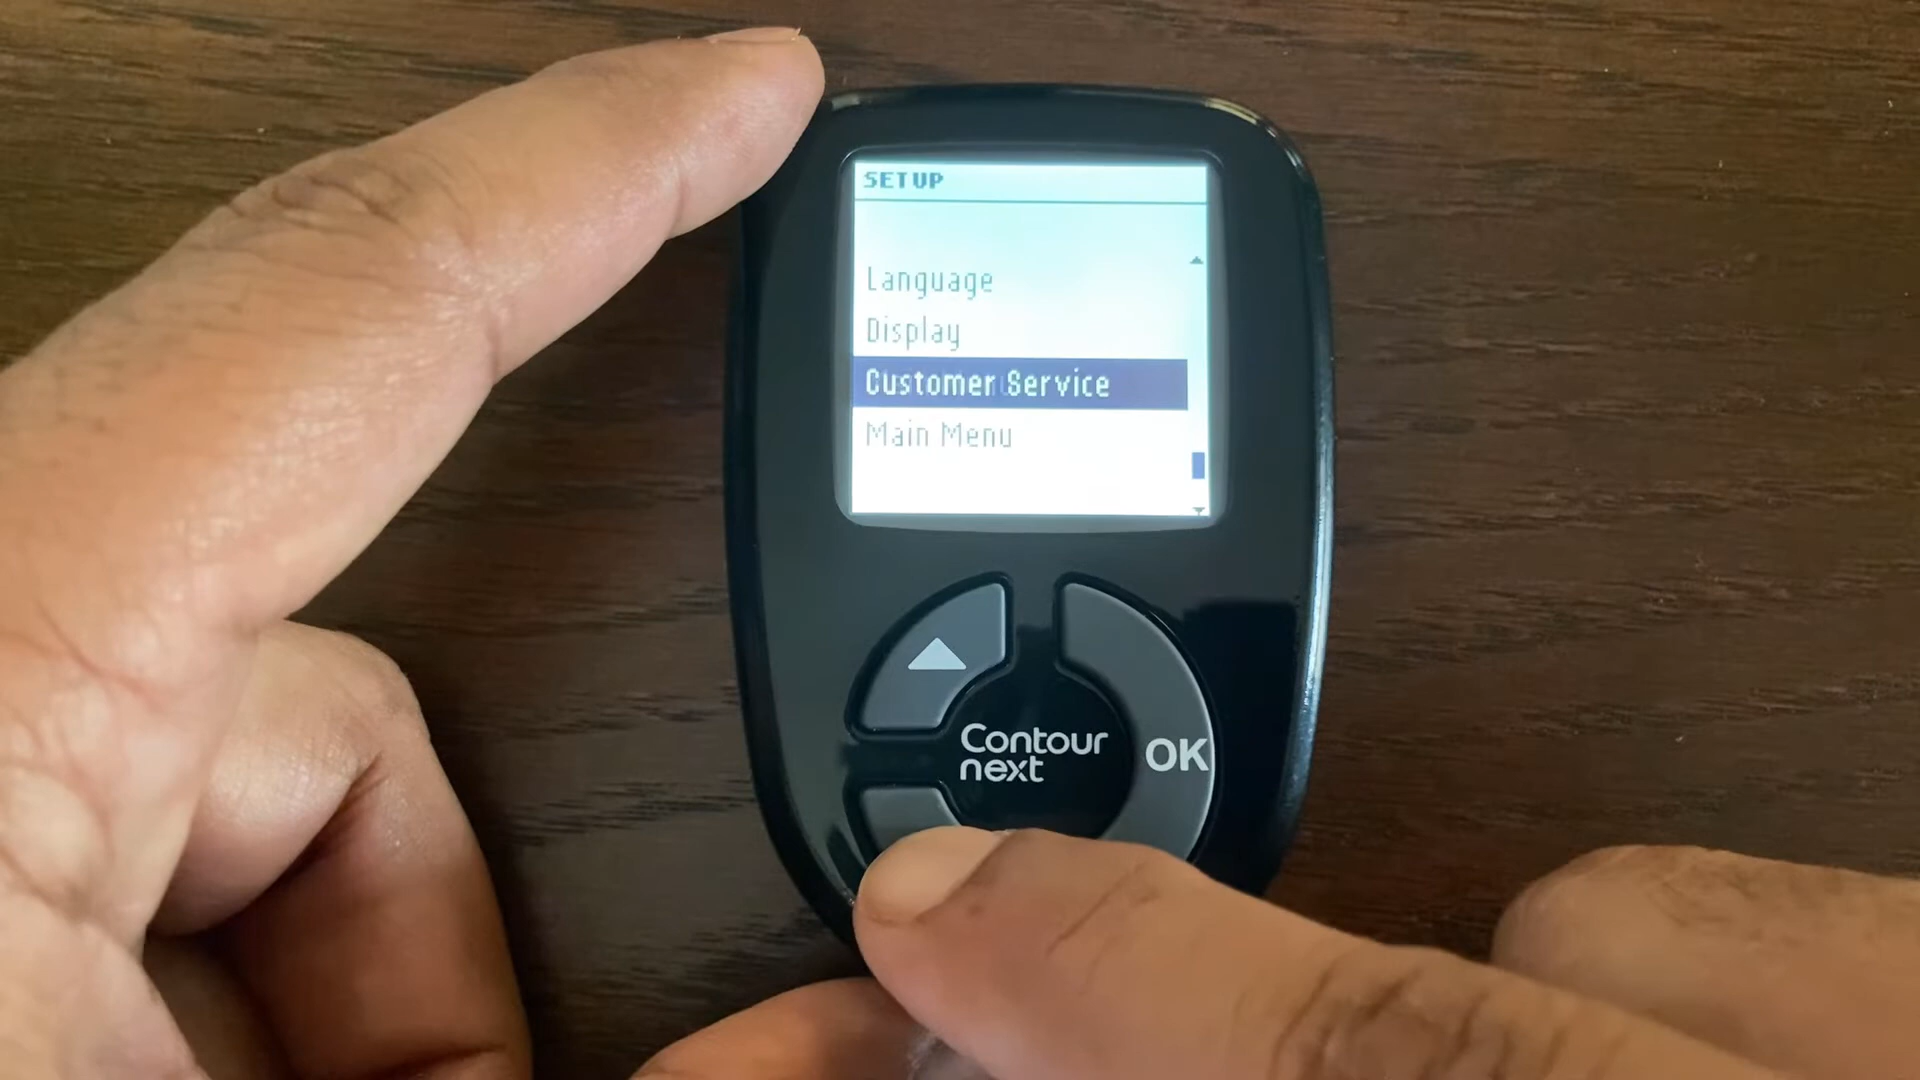 SETUP
Language
Display
Customer Service
Main Menu
Contour
next
OK